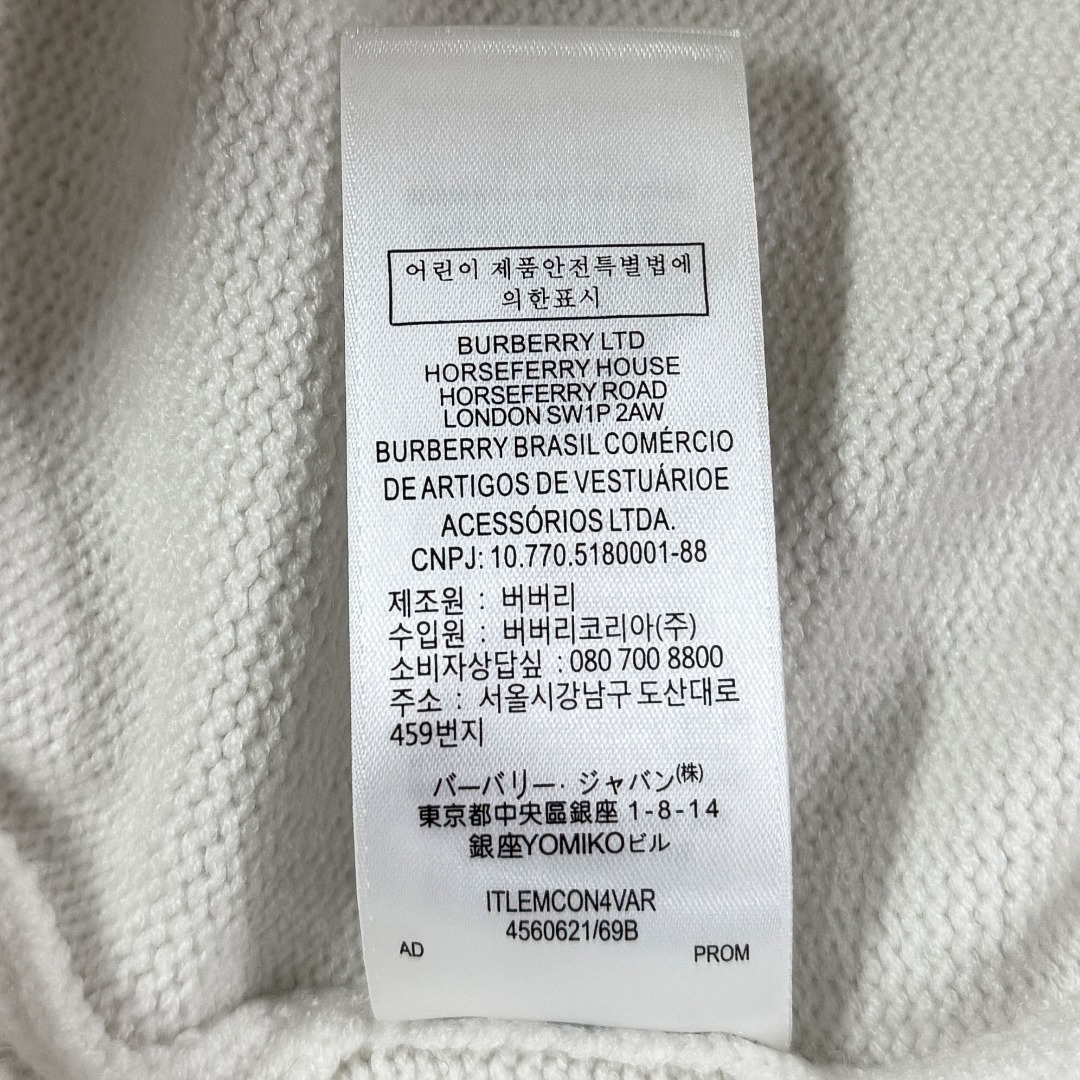 어린이 제품안전특별법에
의한표시
BURBERRY LTD
HORSEFERRY HOUSE
HORSEFERRY ROAD
LONDON SW1P 2AW
BURBERRY BRASIL COMÉRCIO
DE ARTIGOS DE VESTUÁRIOE
ACESSÓRIOS LTDA.
CNPJ: 10.770.5180001-88
제조원 : 버버리
수입원 : 버버리코리아(주)
소비자상답싶 : 080 700 8800
주소 : 서울시강남구 도산대로
459번지
バーバリー・ジャパン(株)
東京都中央區銀座 1-8-14
銀座YOMIKOビル
ITLEMCON4VAR
4560621/69B
AD PROM